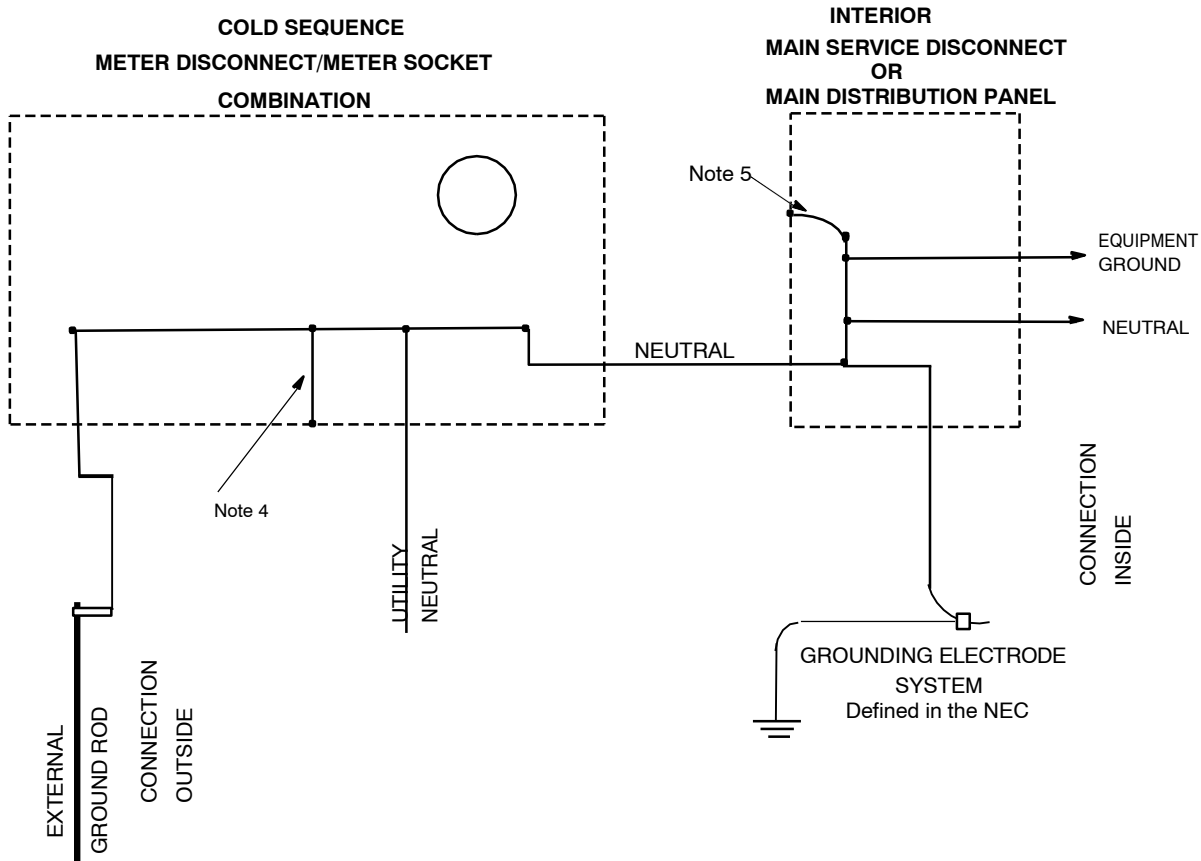 COLD SEQUENCE
METER DISCONNECT/METER SOCKET
COMBINATION
INTERIOR
MAIN SERVICE DISCONNECT
OR
MAIN DISTRIBUTION PANEL
Note 5
EQUIPMENT
GROUND
NEUTRAL
NEUTRAL
Note 4
UTILITY
NEUTRAL
CONNECTION
INSIDE
GROUNDING ELECTRODE
SYSTEM
Defined in the NEC
EXTERNAL
GROUND ROD
CONNECTION
OUTSIDE